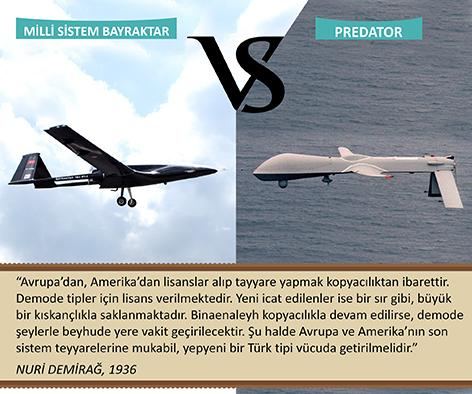 MİLLİ SİSTEM BAYRAKTAR
VS
PREDATOR
“Avrupa’dan, Amerika’dan lisanslar alıp tayyare yapmak kopyacılıktan ibarettir.
Demode tipler için lisans verilmektedir. Yeni icat edilenler ise bir sır gibi, büyük
bir kıskançlıkla saklanmaktadır. Binaenaleyh kopyacılıkla devam edilirse, demode
şeylerle beyhude yere vakit geçirilecektir. Şu halde Avrupa ve Amerika’nın son
sistem teyyarelerine mukabil, yepyeni bir Türk tipi vücuda getirilmelidir.”
NURİ DEMİRAĞ, 1936